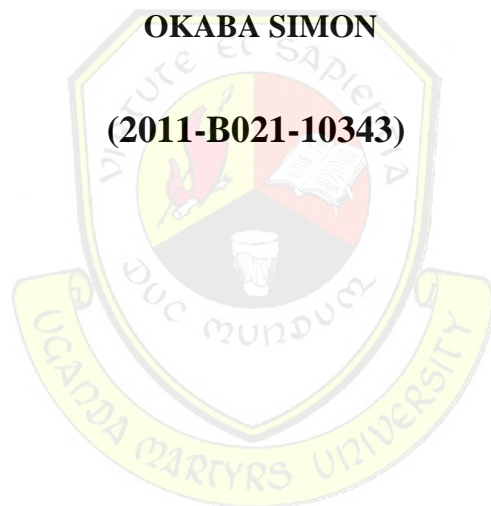 OKABA SIMON
VIRTUTE ET SAPIENTIA
(2011-B021-10343)
DUC MUNDUM
UGANDA MARTYRS UNIVERSITY